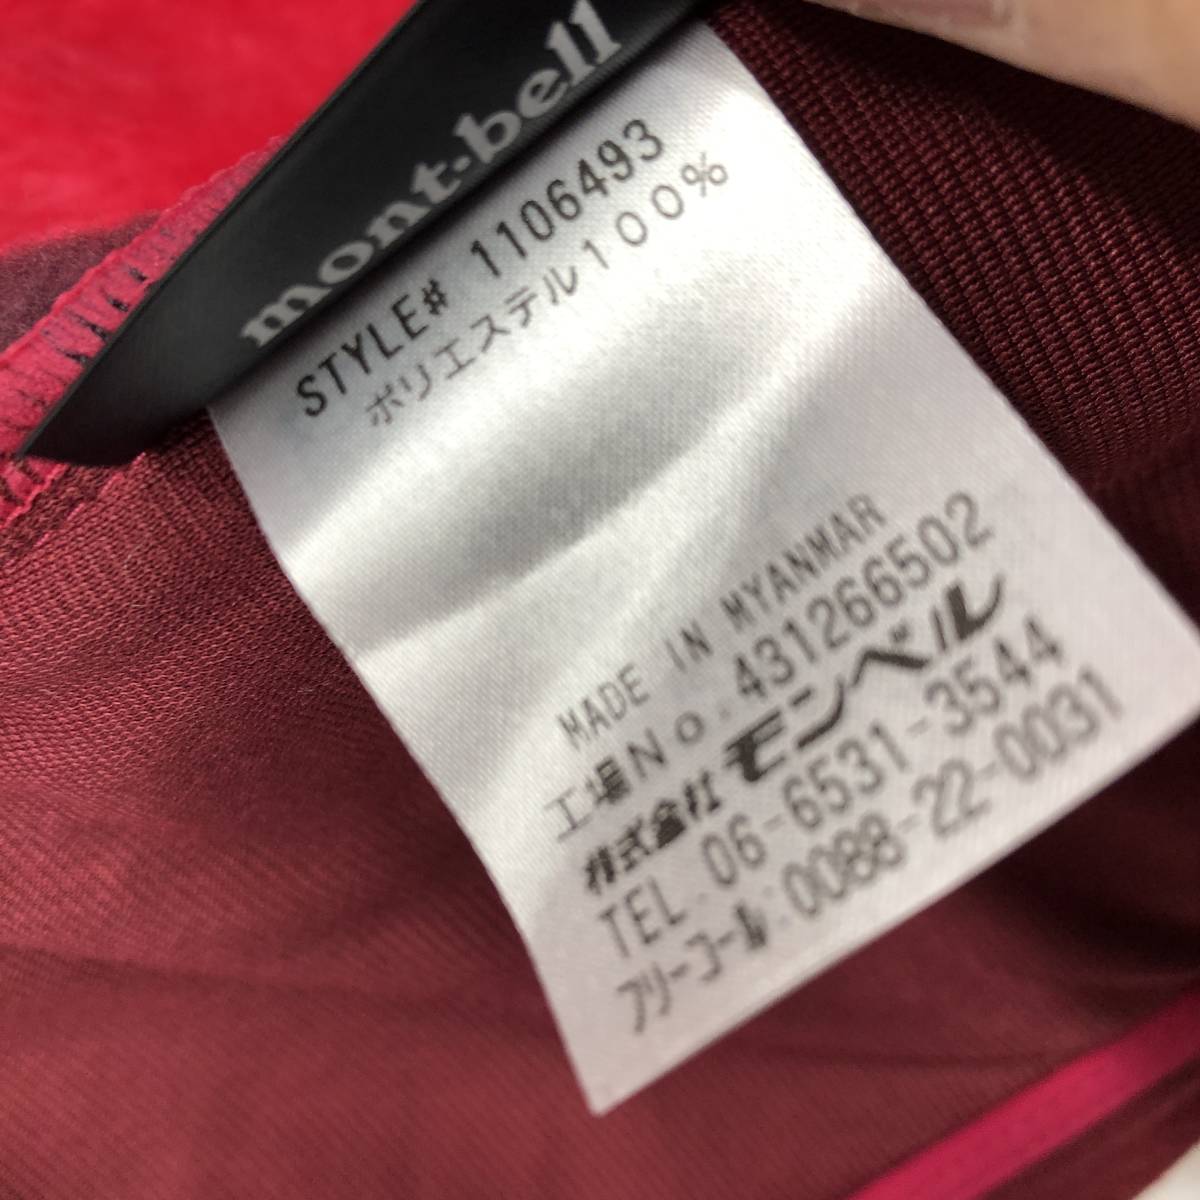 mont-bell
STYLE# 1106493
ポリエステル100%
MADE IN MYANMAR
工場No.431266502
株式会社モンベル
TEL.06-6531-3544
フリーコール:0088-22-0031